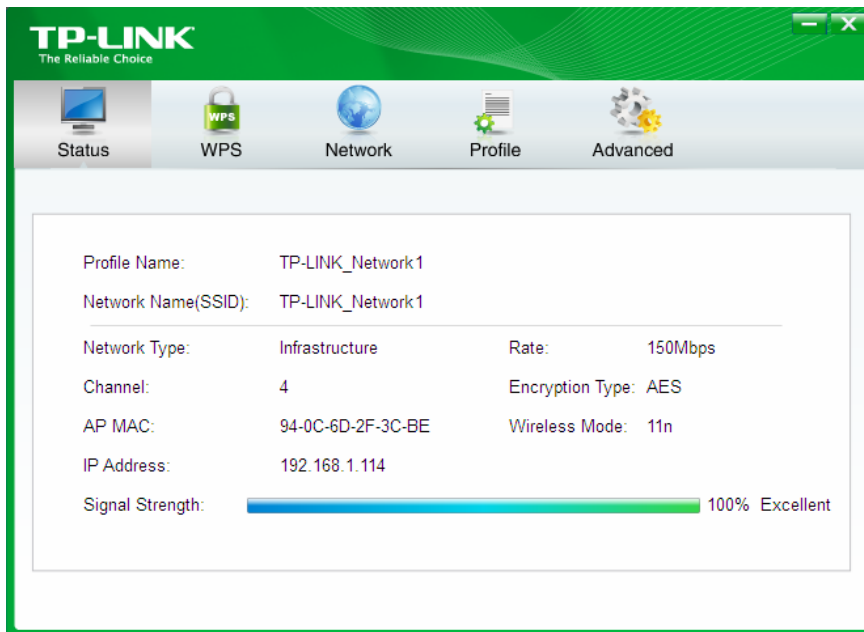 TP-LINK
The Reliable Choice
WPS
Status WPS Network Profile Advanced
Profile Name: TP-LINK_Network1
Network Name(SSID): TP-LINK_Network1
Network Type: Infrastructure Rate: 150Mbps
Channel: 4 Encryption Type: AES
AP MAC: 94-0C-6D-2F-3C-BE Wireless Mode: 11n
IP Address: 192.168.1.114
Signal Strength: 100% Excellent